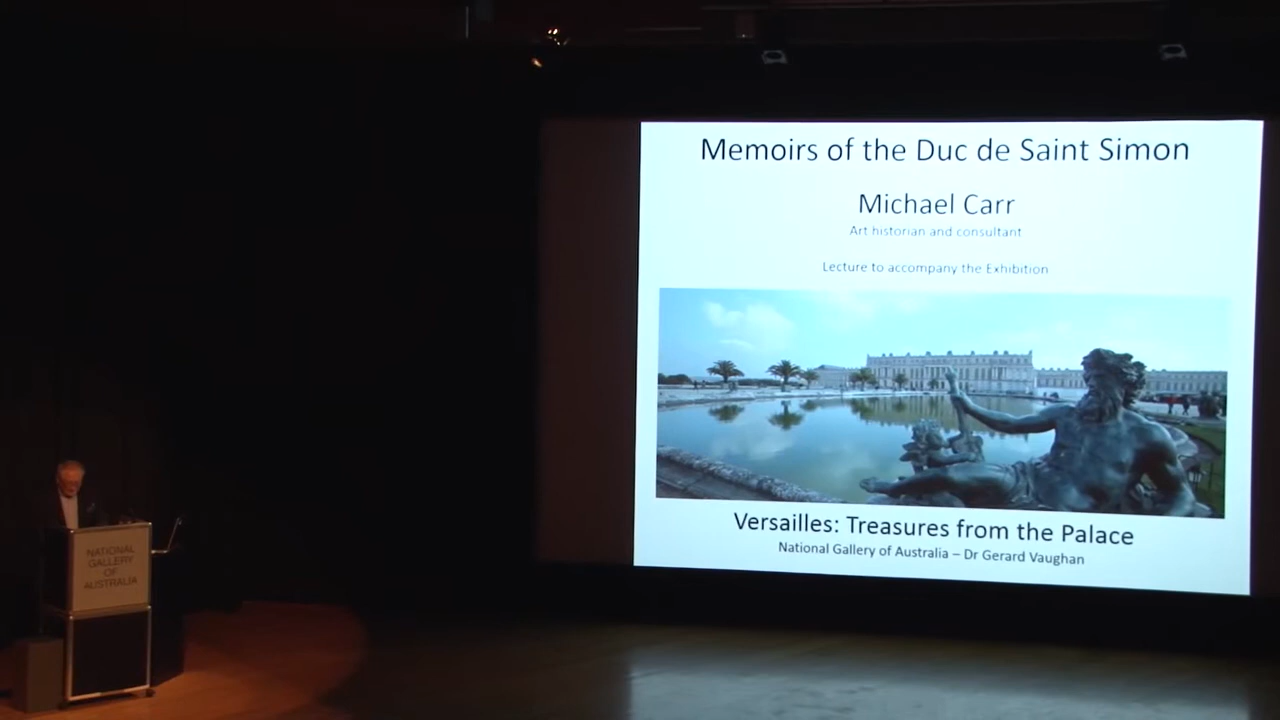 Memoirs of the Duc de Saint Simon
Michael Carr
Art historian and consultant
Lecture to accompany the Exhibition
Versailles: Treasures from the Palace
National Gallery of Australia – Dr Gerard Vaughan
NATIONAL
GALLERY
OF
AUSTRALIA